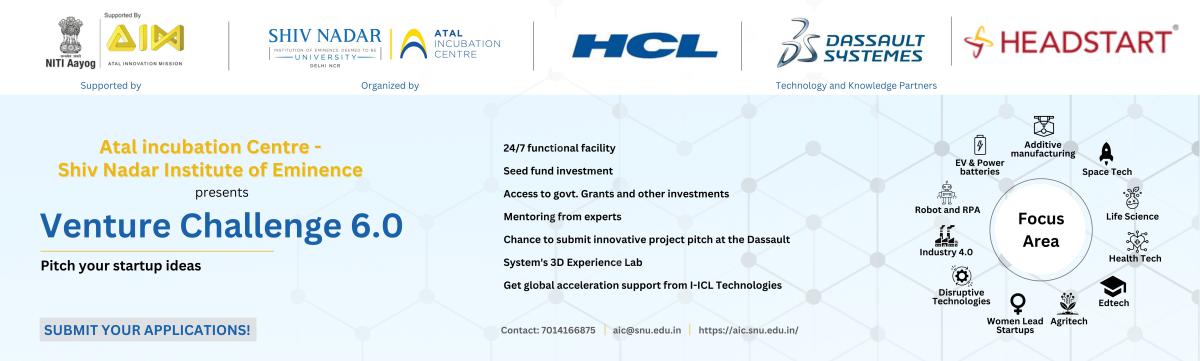 Supported By
NITI Aayog
AIM
ATAL INNOVATION MISSION
SHIV NADAR
INSTITUTION OF EMINENCE DEEMED TO BE
UNIVERSITY
DELHI NCR
ATAL
INCUBATION
CENTRE
HCL
DASSAULT
SYSTEMES
HEADSTART®
Supported by
Organized by
Technology and Knowledge Partners
Atal incubation Centre -
Shiv Nadar Institute of Eminence
presents
Venture Challenge 6.0
Pitch your startup ideas
SUBMIT YOUR APPLICATIONS!
24/7 functional facility
Seed fund investment
Access to govt. Grants and other investments
Mentoring from experts
Chance to submit innovative project pitch at the Dassault
System's 3D Experience Lab
Get global acceleration support from I-ICL Technologies
Contact: 7014166875 | aic@snu.edu.in | https://aic.snu.edu.in/
Focus
Area
Additive
manufacturing
Space Tech
Life Science
Health Tech
Edtech
Agritech
Women Lead
Startups
Disruptive
Technologies
Industry 4.0
Robot and RPA
EV & Power
batteries